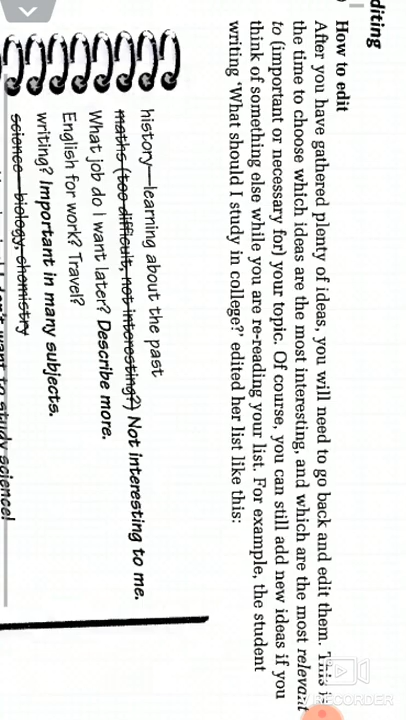 diting
How to edit
After you have gathered plenty of ideas, you will need to go back and edit them. This is
the time to choose which ideas are the most interesting, and which are the most relevant
to (important or necessary for) your topic. Of course, you can still add new ideas if you
think of something else while you are re-reading your list. For example, the student
writing 'What should I study in college?' edited her list like this:
history—learning about the past
maths (too difficult, not interesting?) Not interesting to me.
What job do I want later? Describe more.
English for work? Travel?
writing? Important in many subjects.
science—biology, chemistry
don't want to study science!
RECORDER